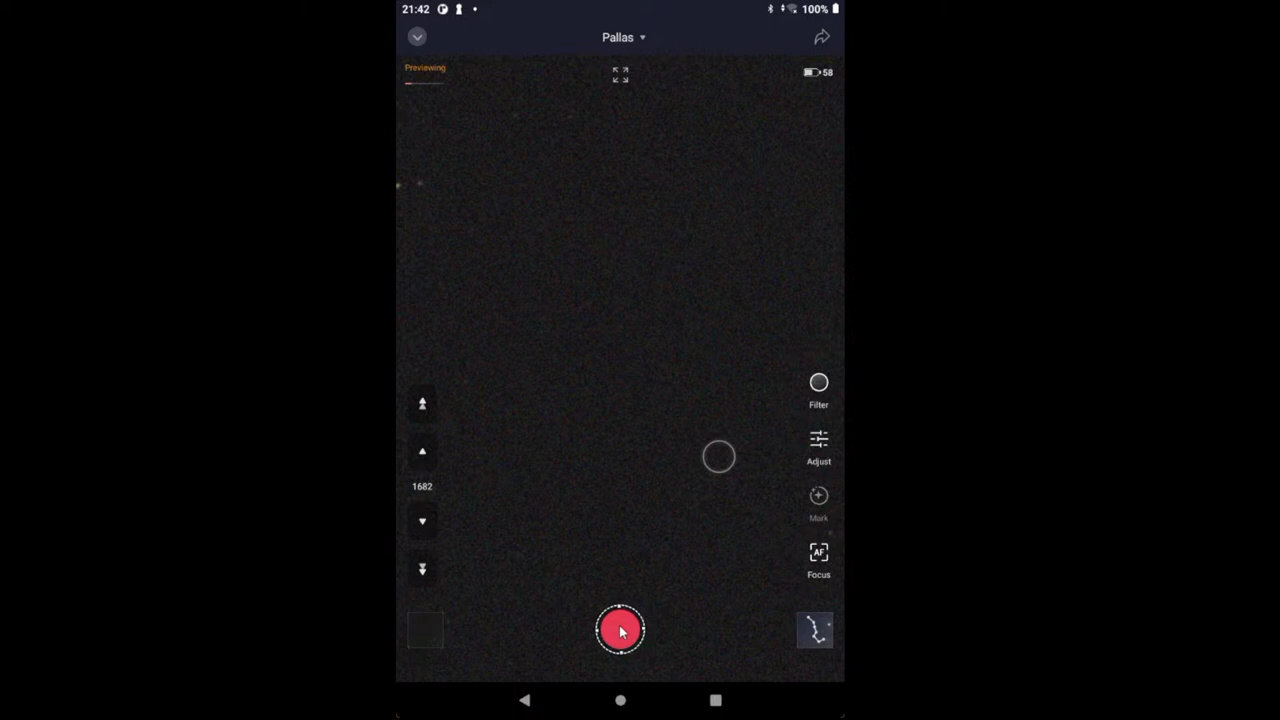 21:42
100%
Pallas
Previewing
58
Filter
Adjust
1682
Mark
AF
Focus